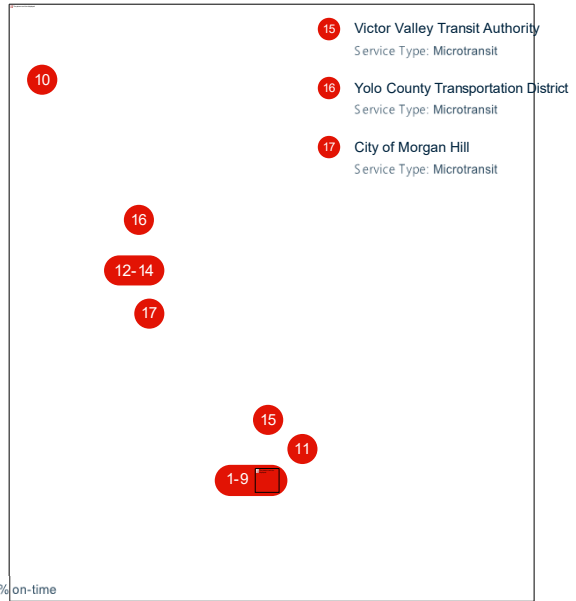 15 Victor Valley Transit Authority
Service Type: Microtransit
10
16 Yolo County Transportation District
Service Type: Microtransit
17 City of Morgan Hill
Service Type: Microtransit
16
12-14
17
15
11
1-9
% on-time